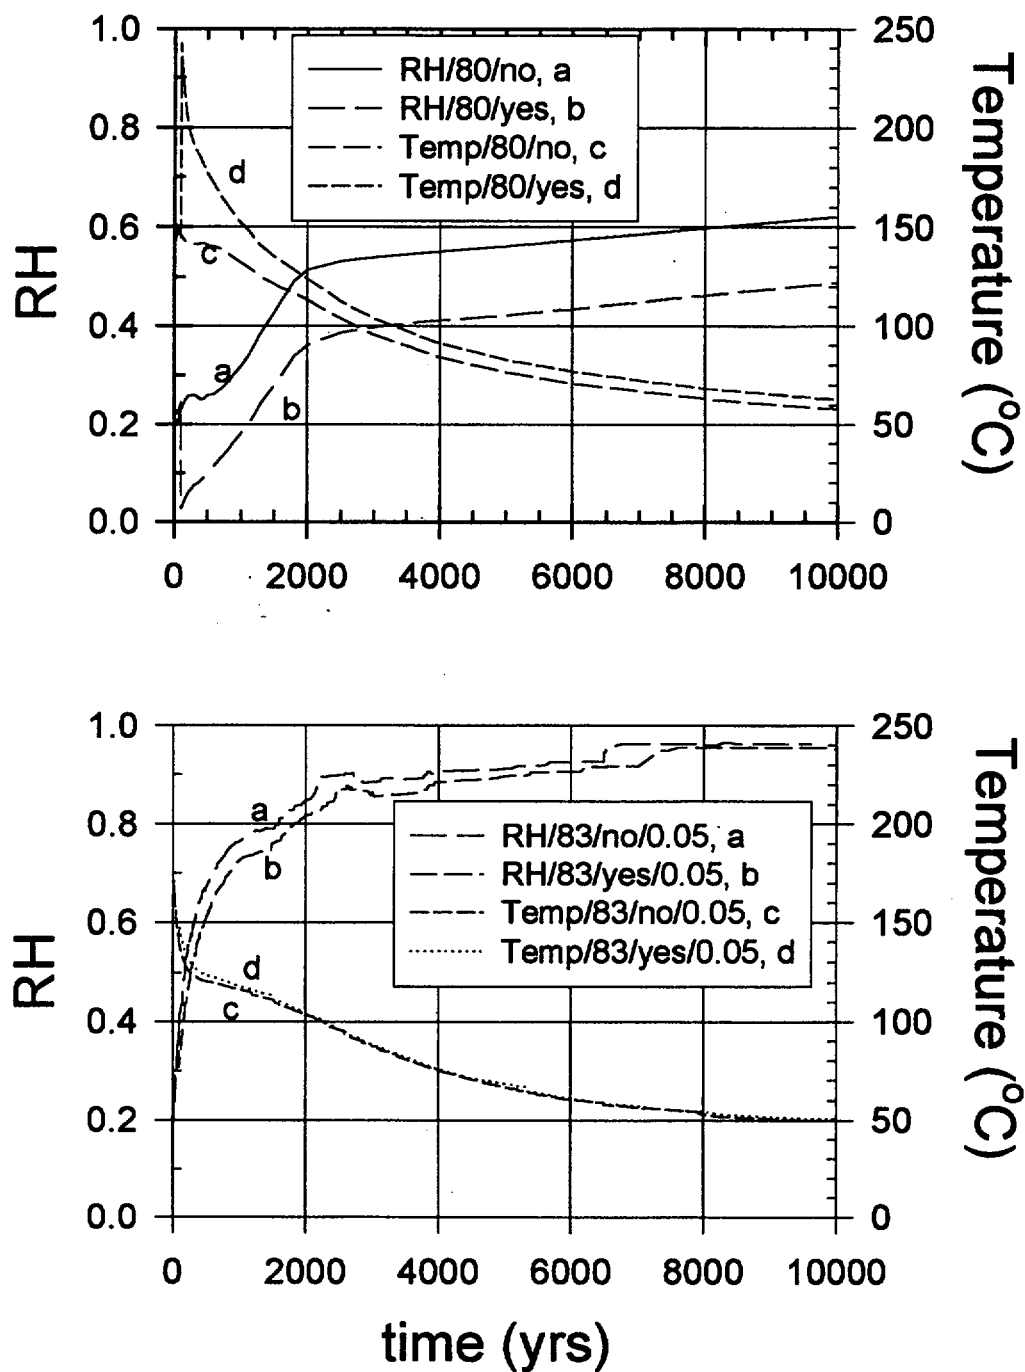 1.0
0.8
0.6
0.4
0.2
0.0
RH
250
200
150
100
50
0
Temperature (°C)
RH/80/no, a
RH/80/yes, b
Temp/80/no, c
Temp/80/yes, d
d
c
a
b
0 2000 4000 6000 8000 10000
1.0
0.8
0.6
0.4
0.2
0.0
RH
250
200
150
100
50
0
Temperature (°C)
RH/83/no/0.05, a
RH/83/yes/0.05, b
Temp/83/no/0.05, c
Temp/83/yes/0.05, d
a
b
d
c
0 2000 4000 6000 8000 10000
time (yrs)